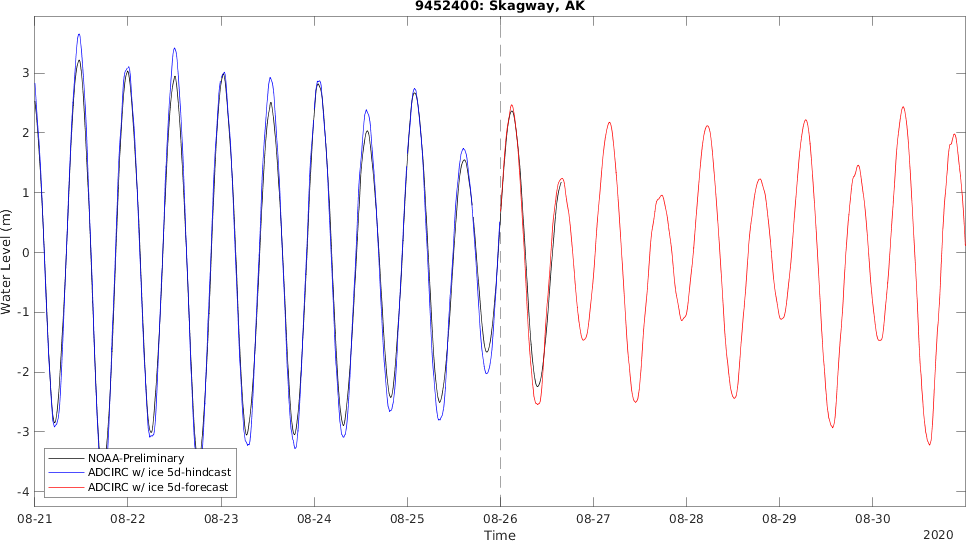 9452400: Skagway, AK
Water Level (m)
3
2
1
0
-1
-2
-3
-4
NOAA-Preliminary
ADCIRC w/ ice 5d-hindcast
ADCIRC w/ ice 5d-forecast
08-21 08-22 08-23 08-24 08-25 08-26 08-27 08-28 08-29 08-30
Time
2020